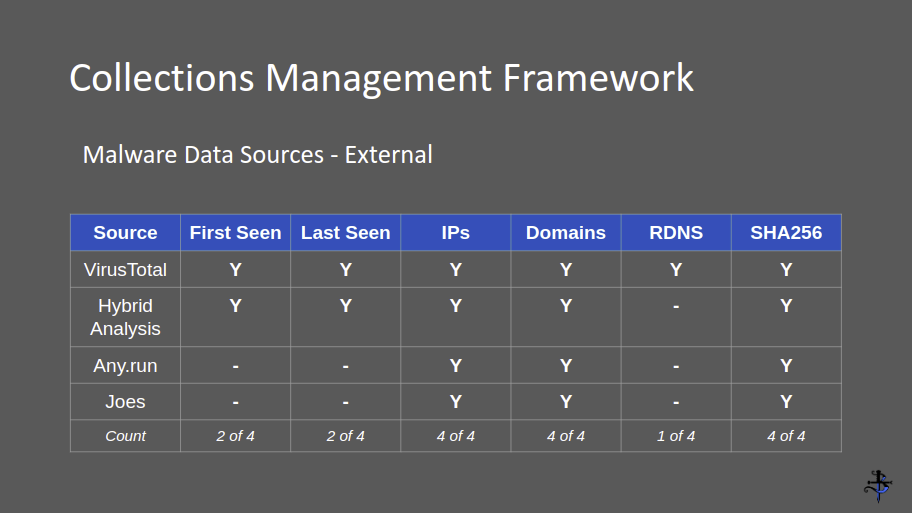 Collections Management Framework
Malware Data Sources - External
Source First Seen Last Seen IPs Domains RDNS SHA256
VirusTotal Y Y Y Y Y Y
Hybrid
Analysis Y Y Y Y - Y
Any.run - - Y Y - Y
Joes - - Y Y - Y
Count 2 of 4 2 of 4 4 of 4 4 of 4 1 of 4 4 of 4